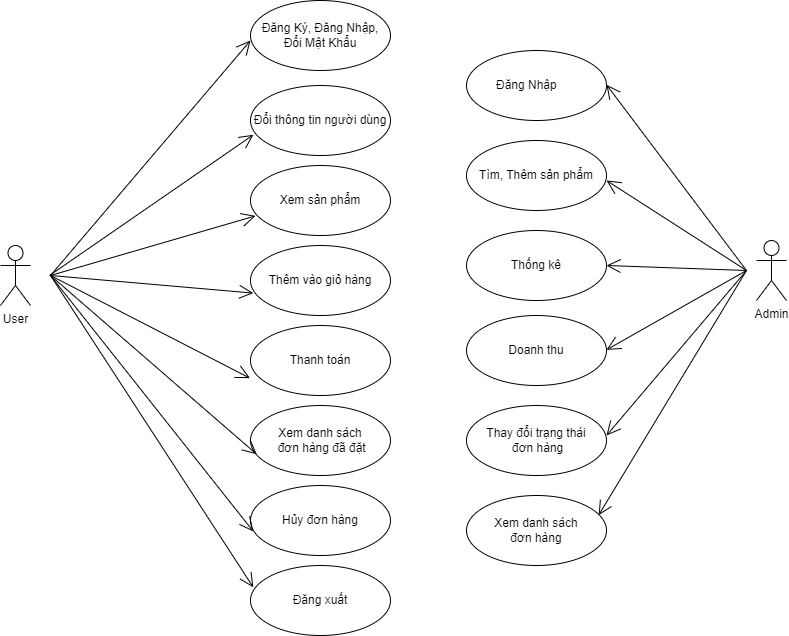 Đăng Ký, Đăng Nhập,
Đổi Mật Khẩu
Đổi thông tin người dùng
Xem sản phẩm
Thêm vào giỏ hàng
Thanh toán
Xem danh sách
đơn hàng đã đặt
Hủy đơn hàng
Đăng xuất
User
Đăng Nhập
Tìm, Thêm sản phẩm
Thống kê
Doanh thu
Thay đổi trạng thái
đơn hàng
Xem danh sách
đơn hàng
Admin